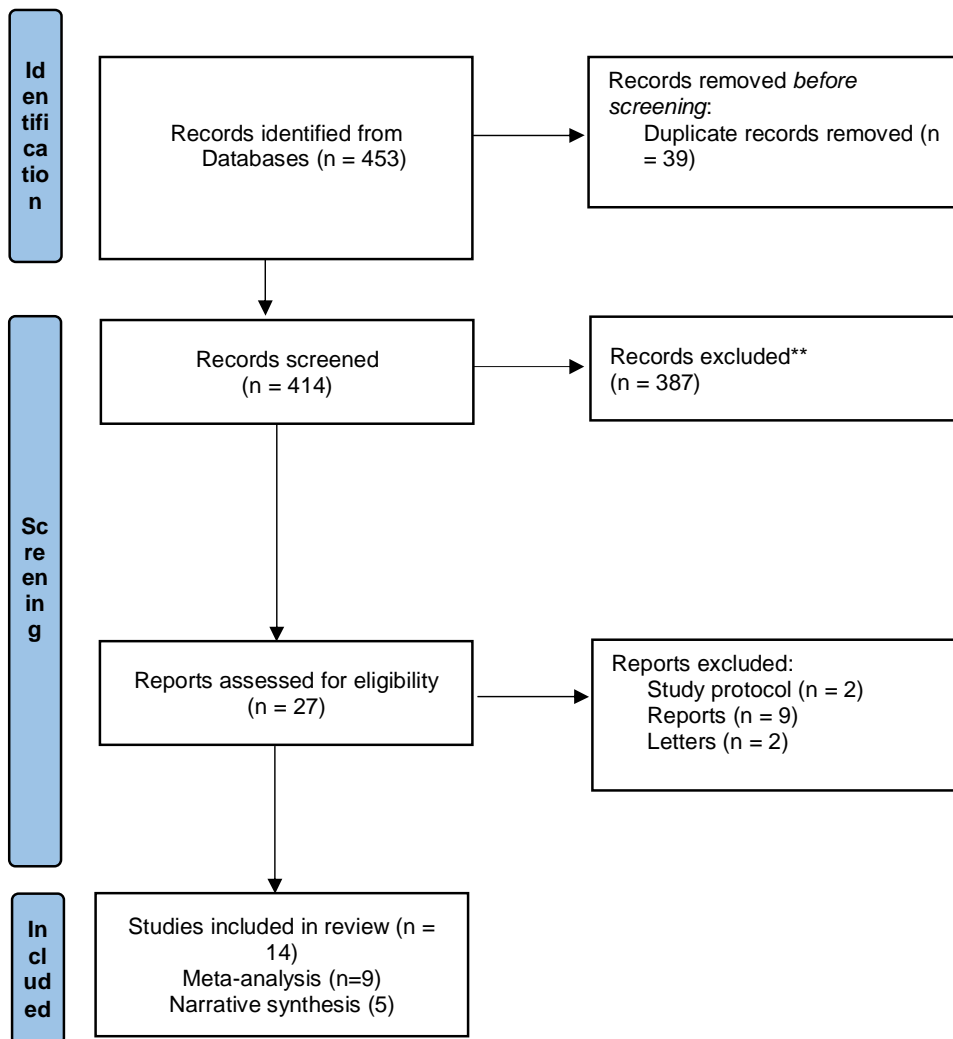 Id
en
tifi
ca
tio
n
Records identified from
Databases (n = 453)
Records removed before
screening:
Duplicate records removed (n
= 39)
Sc
re
en
in
g
Records screened
(n = 414)
Records excluded**
(n = 387)
Reports assessed for eligibility
(n = 27)
Reports excluded:
Study protocol (n = 2)
Reports (n = 9)
Letters (n = 2)
In
cl
ud
ed
Studies included in review (n =
14)
Meta-analysis (n=9)
Narrative synthesis (5)